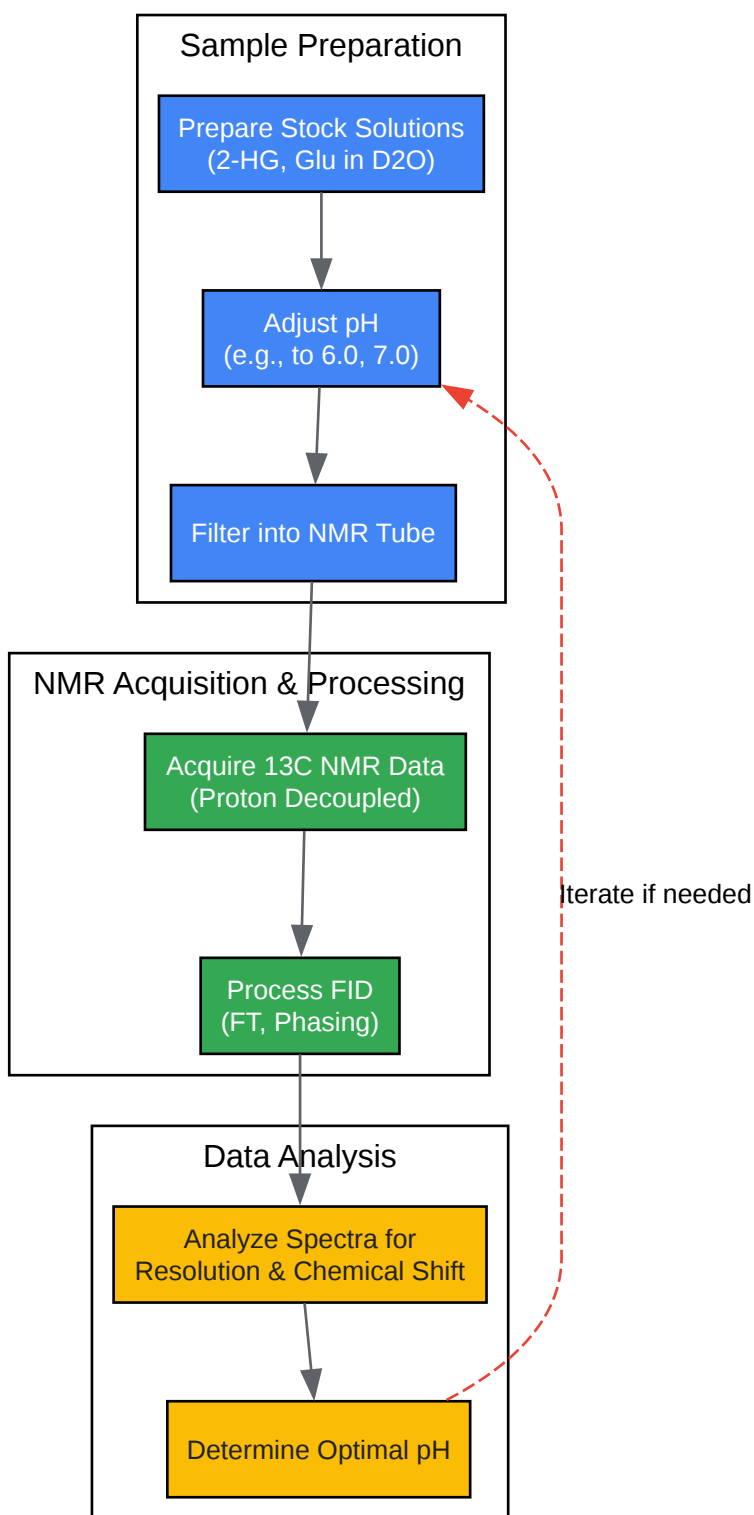 Sample Preparation
Prepare Stock Solutions
(2-HG, Glu in D2O)
Adjust pH
(e.g., to 6.0, 7.0)
Filter into NMR Tube
NMR Acquisition & Processing
Acquire 13C NMR Data
(Proton Decoupled)
Iterate if needed
Process FID
(FT, Phasing)
Data Analysis
Analyze Spectra for
Resolution & Chemical Shift
Determine Optimal pH